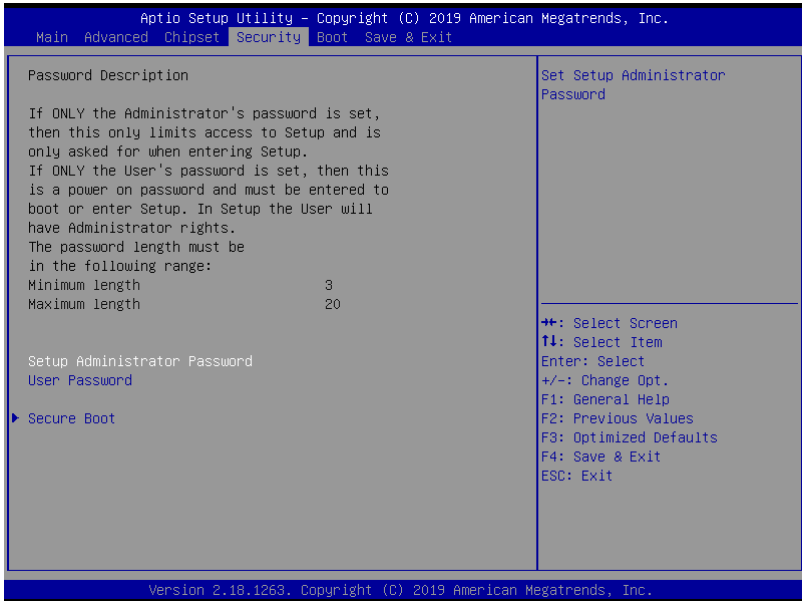 Aptio Setup Utility – Copyright (C) 2019 American Megatrends, Inc.
Main Advanced Chipset Security Boot Save & Exit
Password Description
If ONLY the Administrator's password is set,
then this only limits access to Setup and is
only asked for when entering Setup.
If ONLY the User's password is set, then this
is a power on password and must be entered to
boot or enter Setup. In Setup the User will
have Administrator rights.
The password length must be
in the following range:
Minimum length 3
Maximum length 20
Setup Administrator Password
User Password
Secure Boot
Set Setup Administrator
Password
→←: Select Screen
↑↓: Select Item
Enter: Select
+/-: Change Opt.
F1: General Help
F2: Previous Values
F3: Optimized Defaults
F4: Save & Exit
ESC: Exit
Version 2.18.1263. Copyright (C) 2019 American Megatrends, Inc.